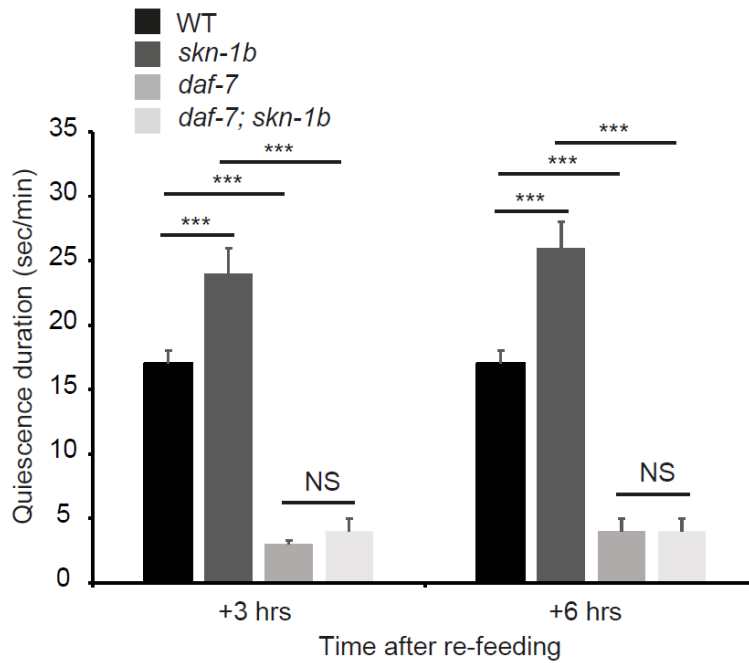 WT
skn-1b
daf-7
daf-7; skn-1b
Quiescence duration (sec/min)
35
30
25
20
15
10
5
0
***
***
***
NS
***
***
***
NS
+3 hrs
+6 hrs
Time after re-feeding